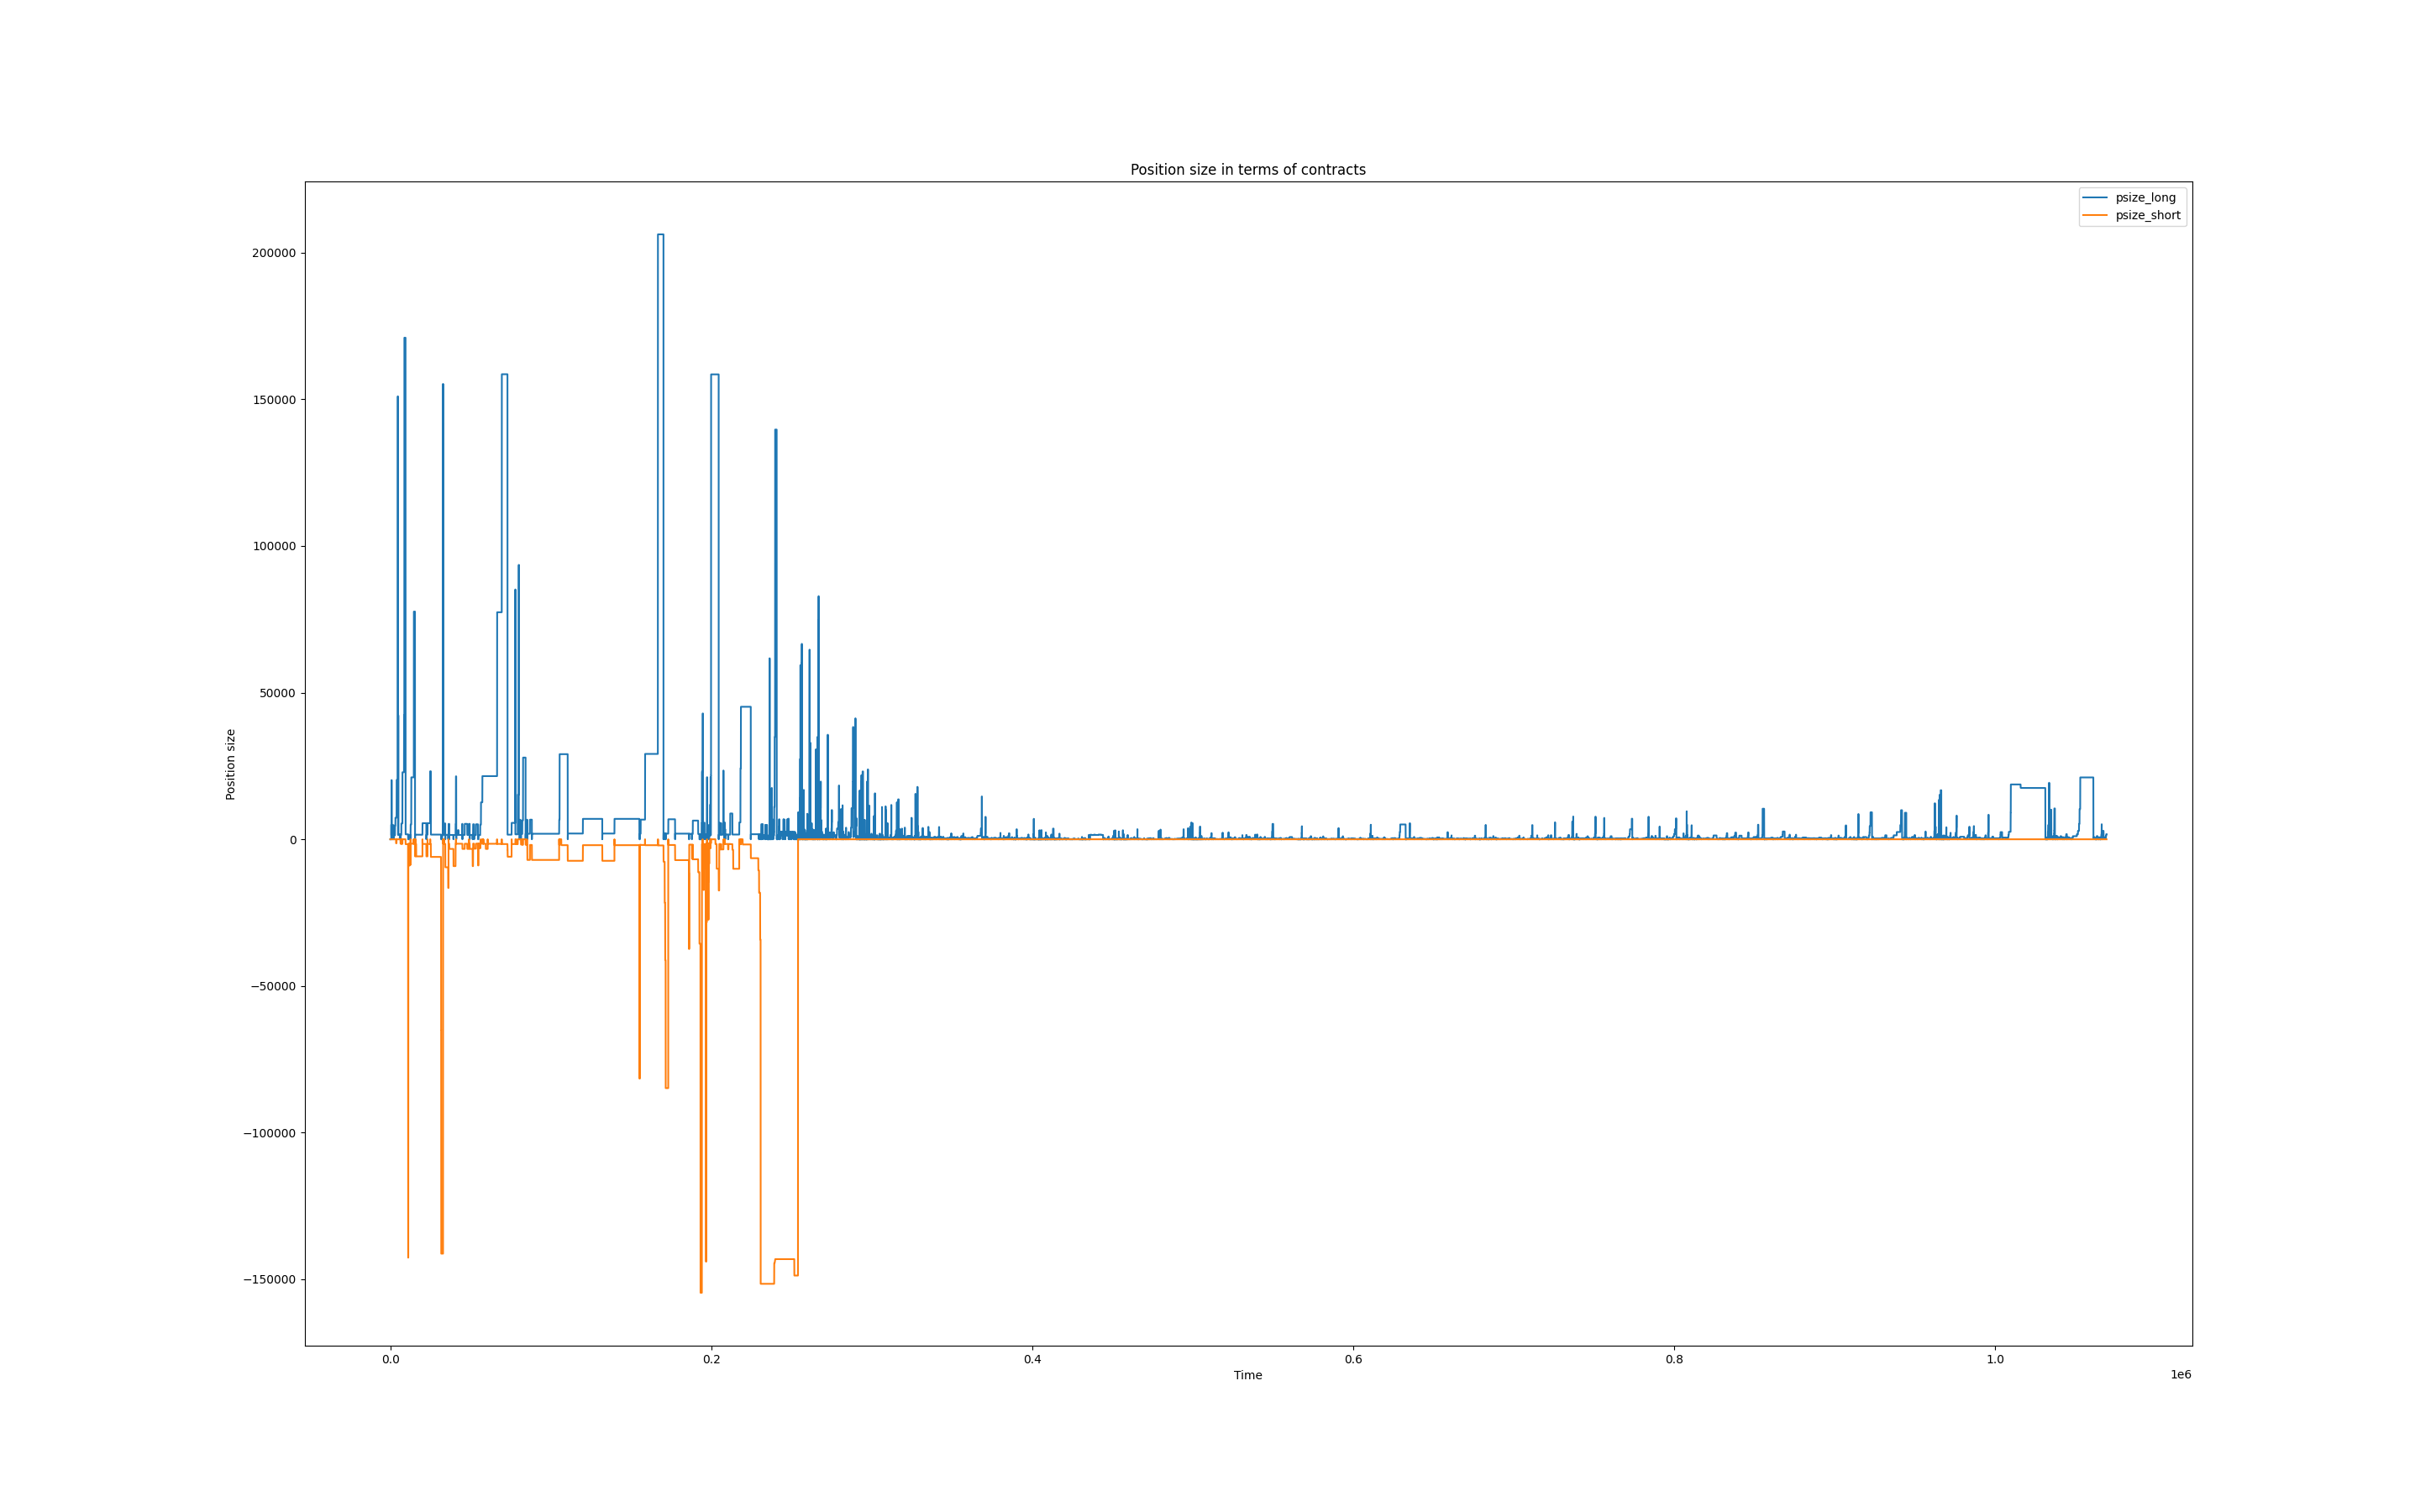 Position size in terms of contracts
psize_long
psize_short
200000
150000
100000
50000
0
−50000
−100000
−150000
Position size
0.0
0.2
0.4
0.6
0.8
1.0
Time
1e6